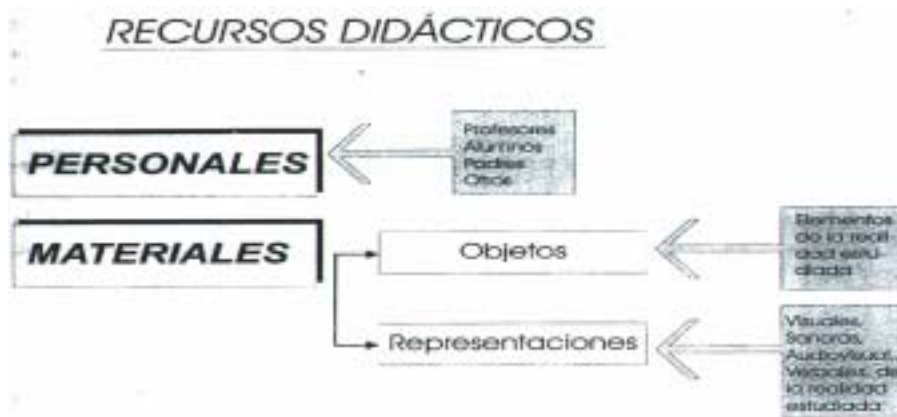 RECURSOS DIDÁCTICOS
PERSONALES
Profesores
Alumnos
Padres
Otros
MATERIALES
Objetos
Elementos
de la reali
dad estu-
diada
Representaciones
Visuales,
Sonoras,
Audiovisual,
Verbales, de
la realidad
estudiada